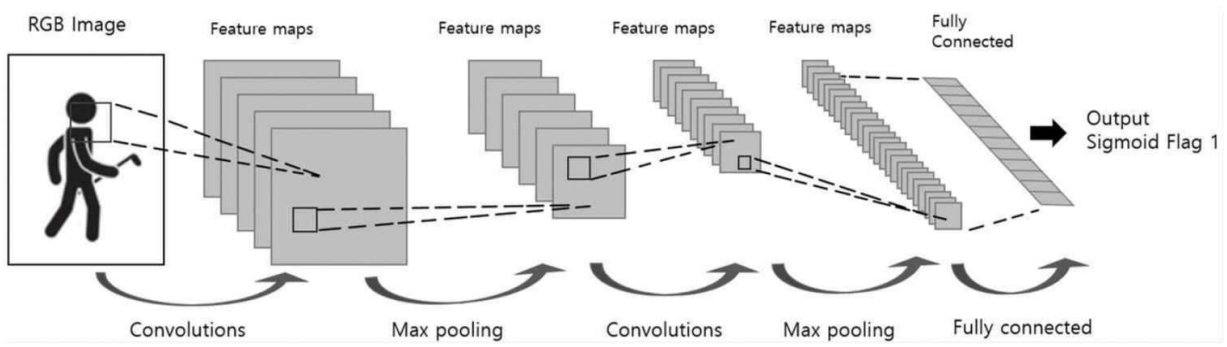 RGB Image
Feature maps
Feature maps
Feature maps
Feature maps
Fully
Connected
Output
Sigmoid Flag 1
Convolutions
Max pooling
Convolutions
Max pooling
Fully connected